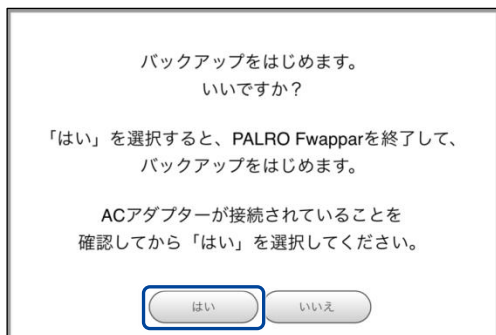 バックアップをはじめます。
いいですか？
「はい」を選択すると、PALRO Fwapparを終了して、
バックアップをはじめます。
ACアダプターが接続されていることを
確認してから「はい」を選択してください。
はい
いいえ